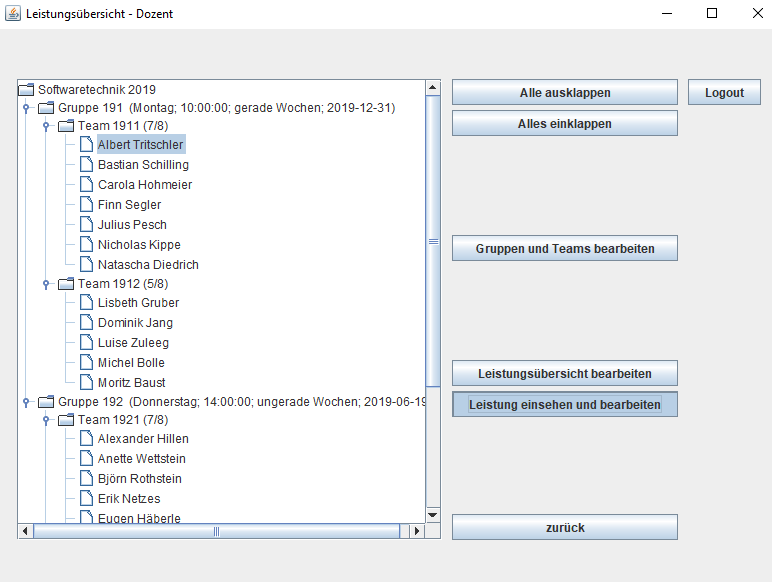 Leistungsübersicht - Dozent
Softwaretechnik 2019
Gruppe 191 (Montag; 10:00:00; gerade Wochen; 2019-12-31)
Team 1911 (7/8)
Albert Tritschler
Bastian Schilling
Carola Hohmeier
Finn Segler
Julius Pesch
Nicholas Kippe
Natascha Diedrich
Team 1912 (5/8)
Lisbeth Gruber
Dominik Jang
Luise Zuleeg
Michel Bolle
Moritz Baust
Gruppe 192 (Donnerstag; 14:00:00; ungerade Wochen; 2019-06-19
Team 1921 (7/8)
Alexander Hillen
Anette Wettstein
Björn Rothstein
Erik Netzes
Eugen Häberle
Alle ausklappen
Logout
Alles einklappen
Gruppen und Teams bearbeiten
Leistungsübersicht bearbeiten
Leistung einsehen und bearbeiten
zurück